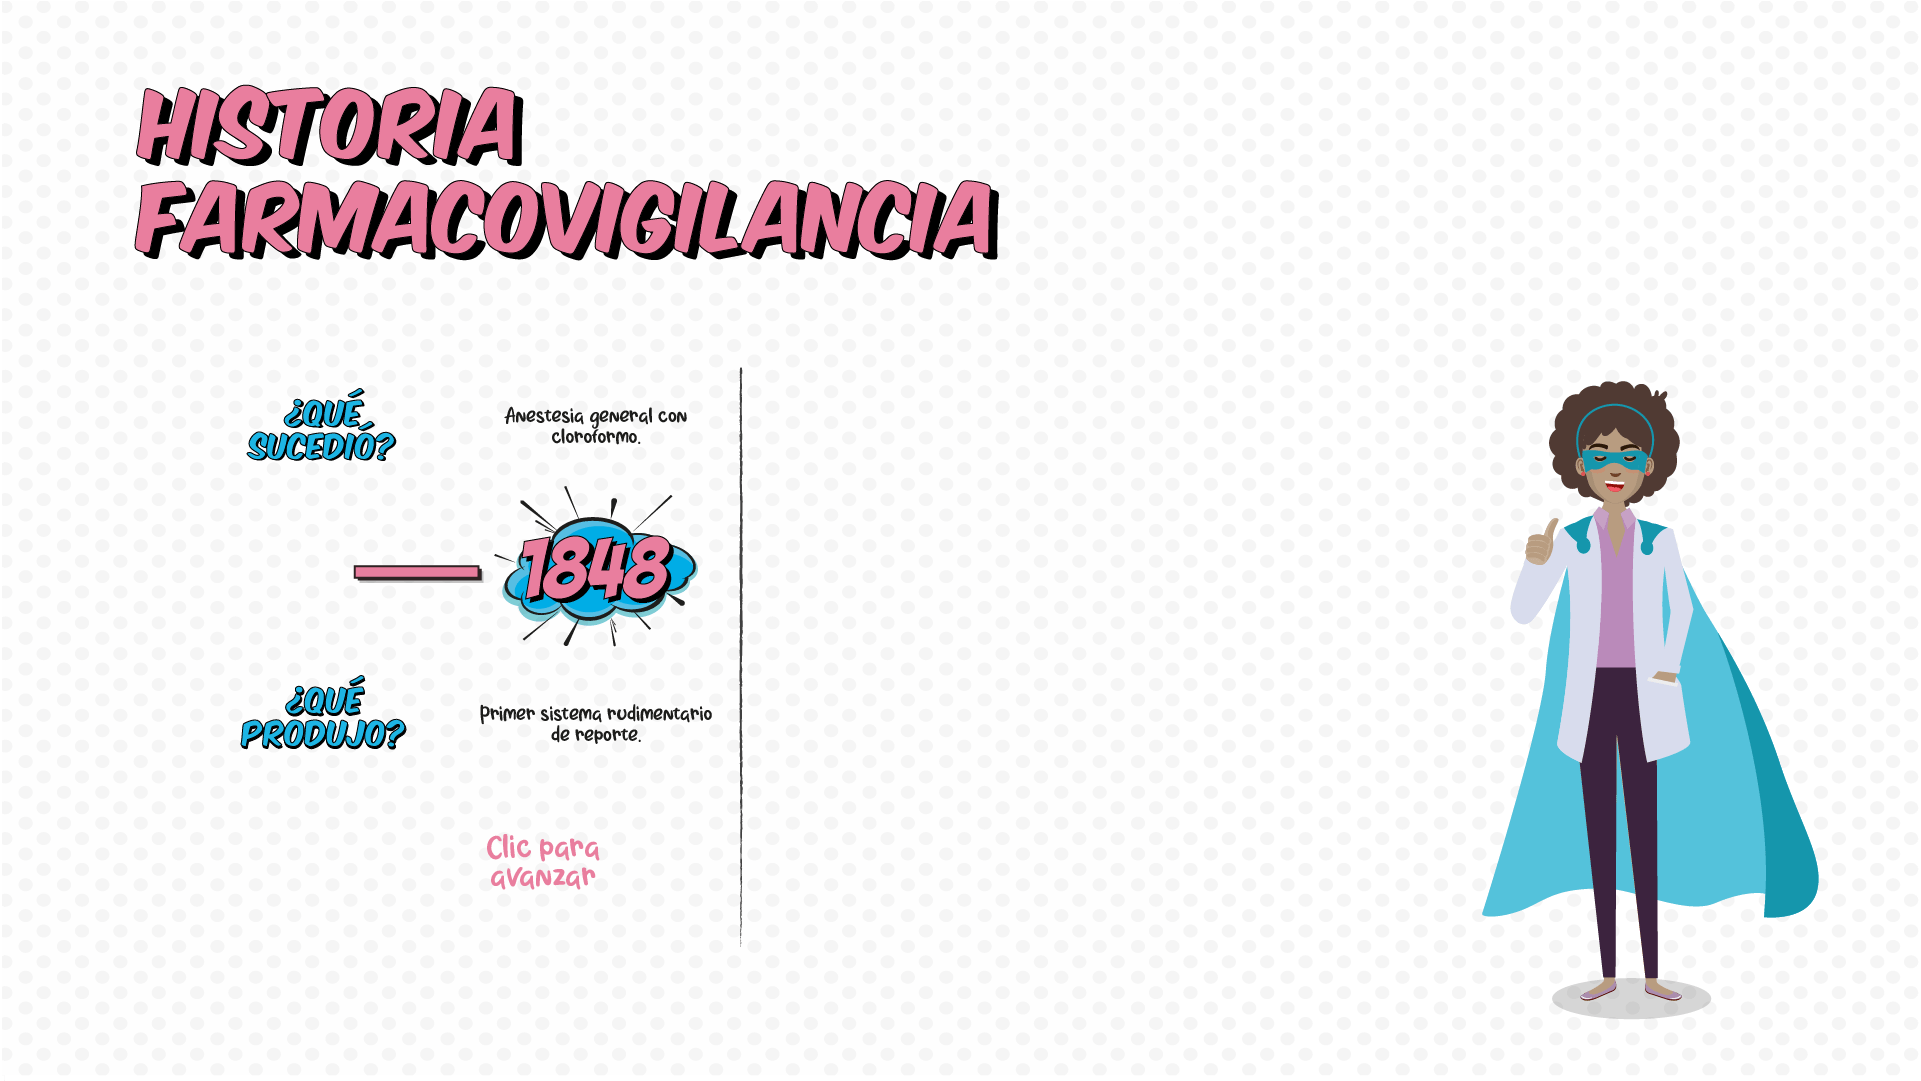 HISTORIA
FARMACOVIGILANCIA
¿QUÉ
SUCEDIÓ?
Anestesia general con
cloroformo.
1848
¿QUÉ
PRODUJO?
Primer sistema rudimentario
de reporte.
Clic para
avanzar